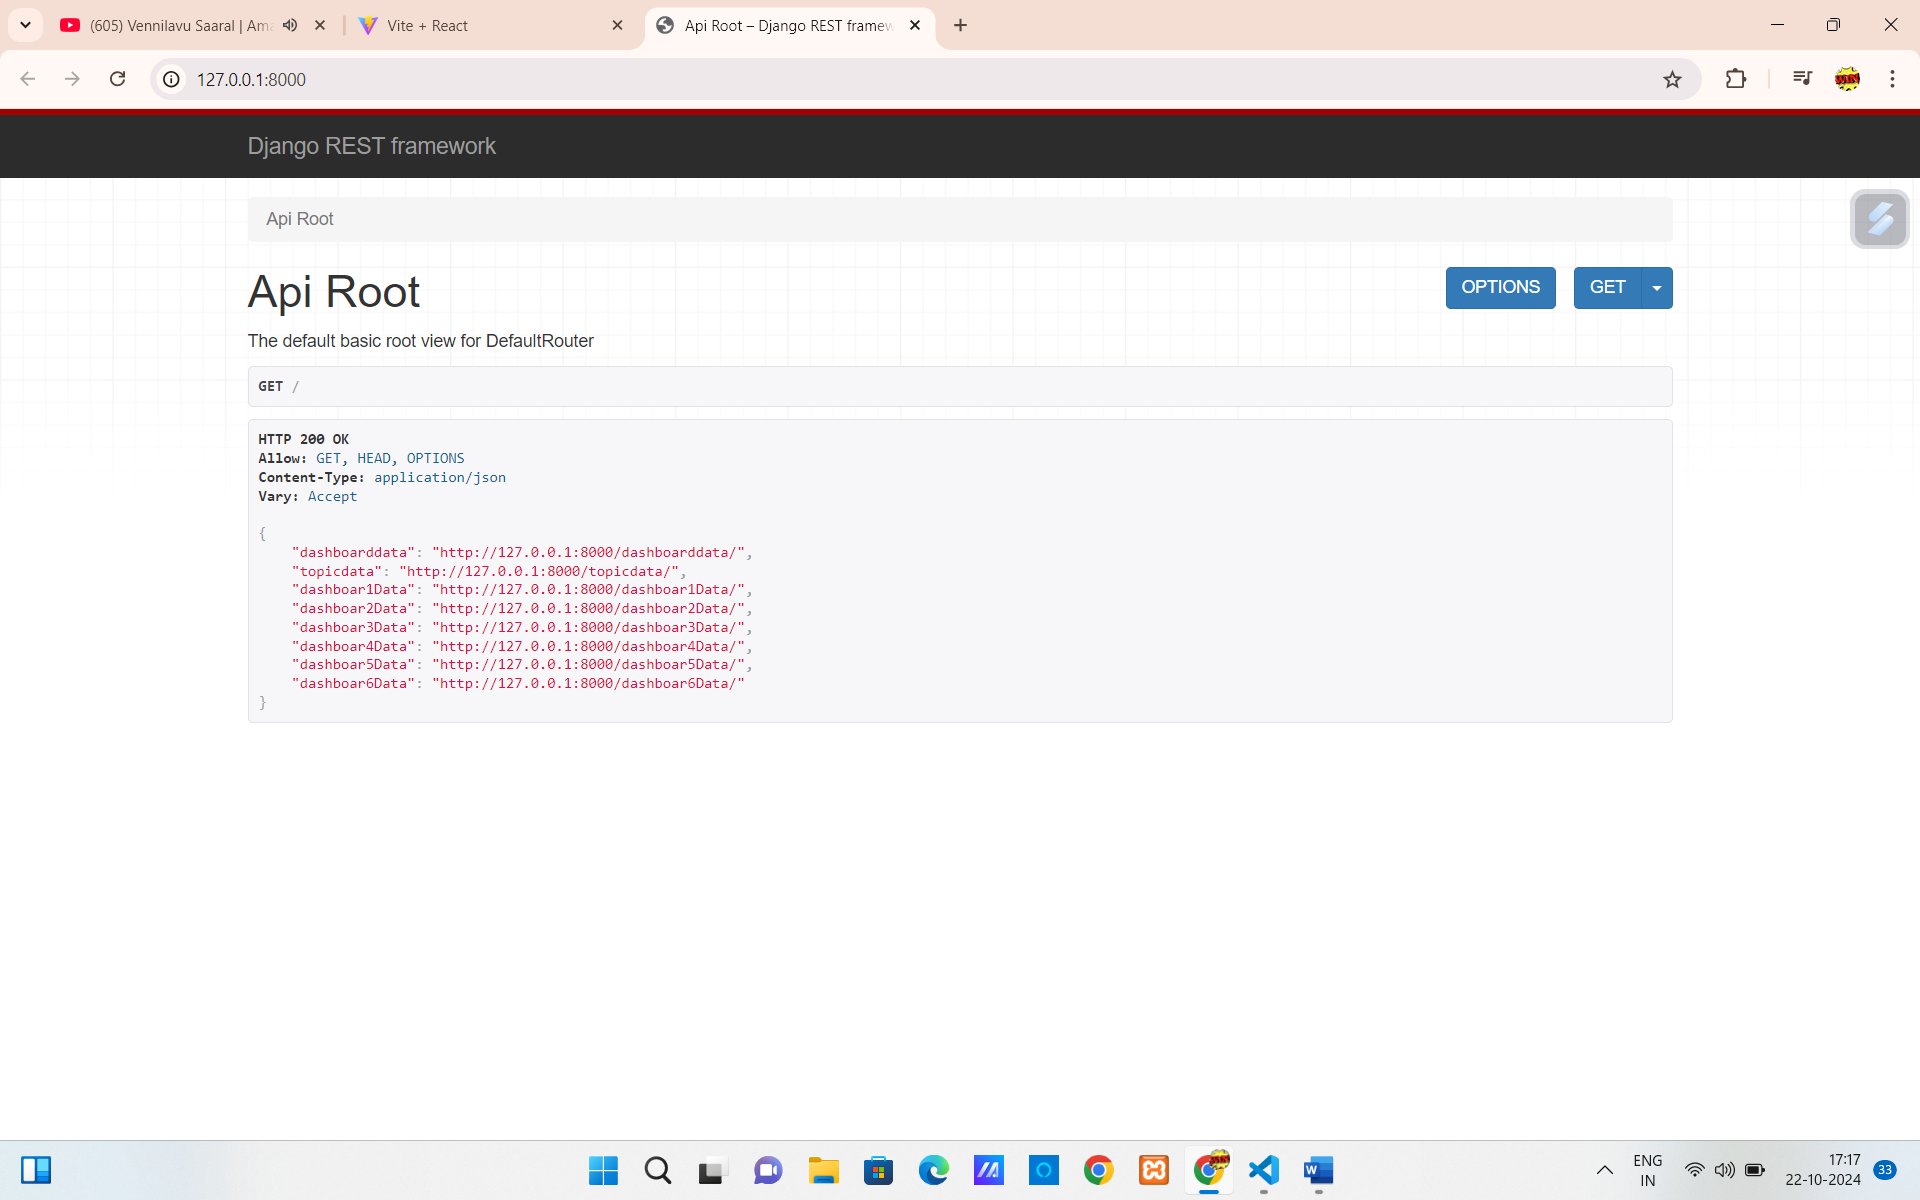 (605) Vennilavu Saaral | Ama
Vite + React
Api Root – Django REST framew
127.0.0.1:8000
Django REST framework
Api Root
Api Root
OPTIONS
GET
The default basic root view for DefaultRouter
GET /
HTTP 200 OK
Allow: GET, HEAD, OPTIONS
Content-Type: application/json
Vary: Accept
{
"dashboarddata": "http://127.0.0.1:8000/dashboarddata/",
"topicdata": "http://127.0.0.1:8000/topicdata/",
"dashboar1Data": "http://127.0.0.1:8000/dashboar1Data/",
"dashboar2Data": "http://127.0.0.1:8000/dashboar2Data/",
"dashboar3Data": "http://127.0.0.1:8000/dashboar3Data/",
"dashboar4Data": "http://127.0.0.1:8000/dashboar4Data/",
"dashboar5Data": "http://127.0.0.1:8000/dashboar5Data/",
"dashboar6Data": "http://127.0.0.1:8000/dashboar6Data/"
}
ENG
IN
17:17
22-10-2024
33